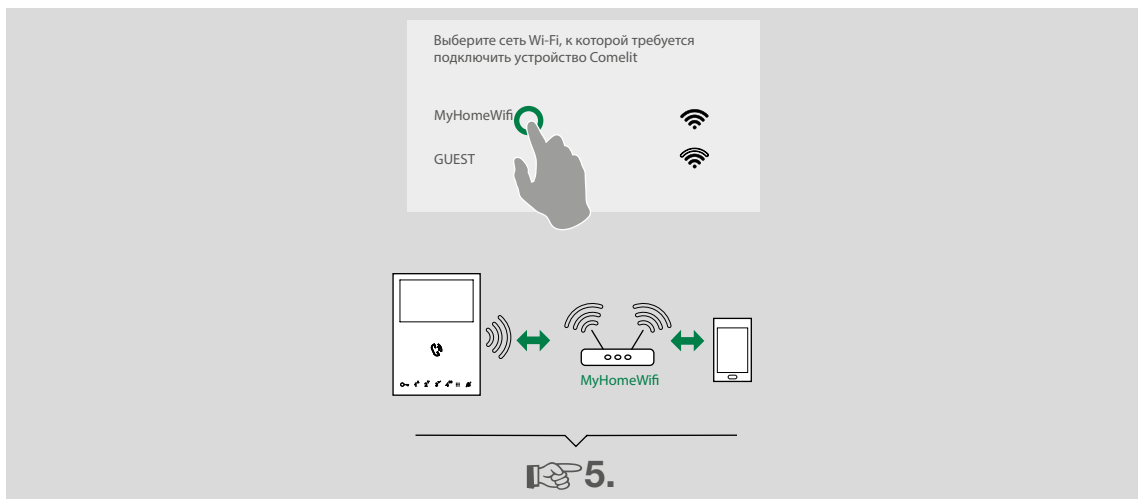 Выберите сеть Wi-Fi, к которой требуется
подключить устройство Comelit
MyHomeWifi
GUEST
MyHomeWifi
5.